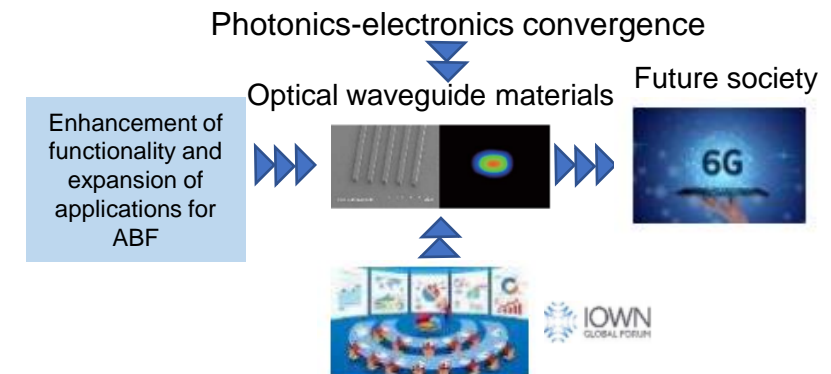 Photonics-electronics convergence
Optical waveguide materials
Future society
Enhancement of
functionality and
expansion of
applications for
ABF
6G
IOWN
GLOBAL FORUM